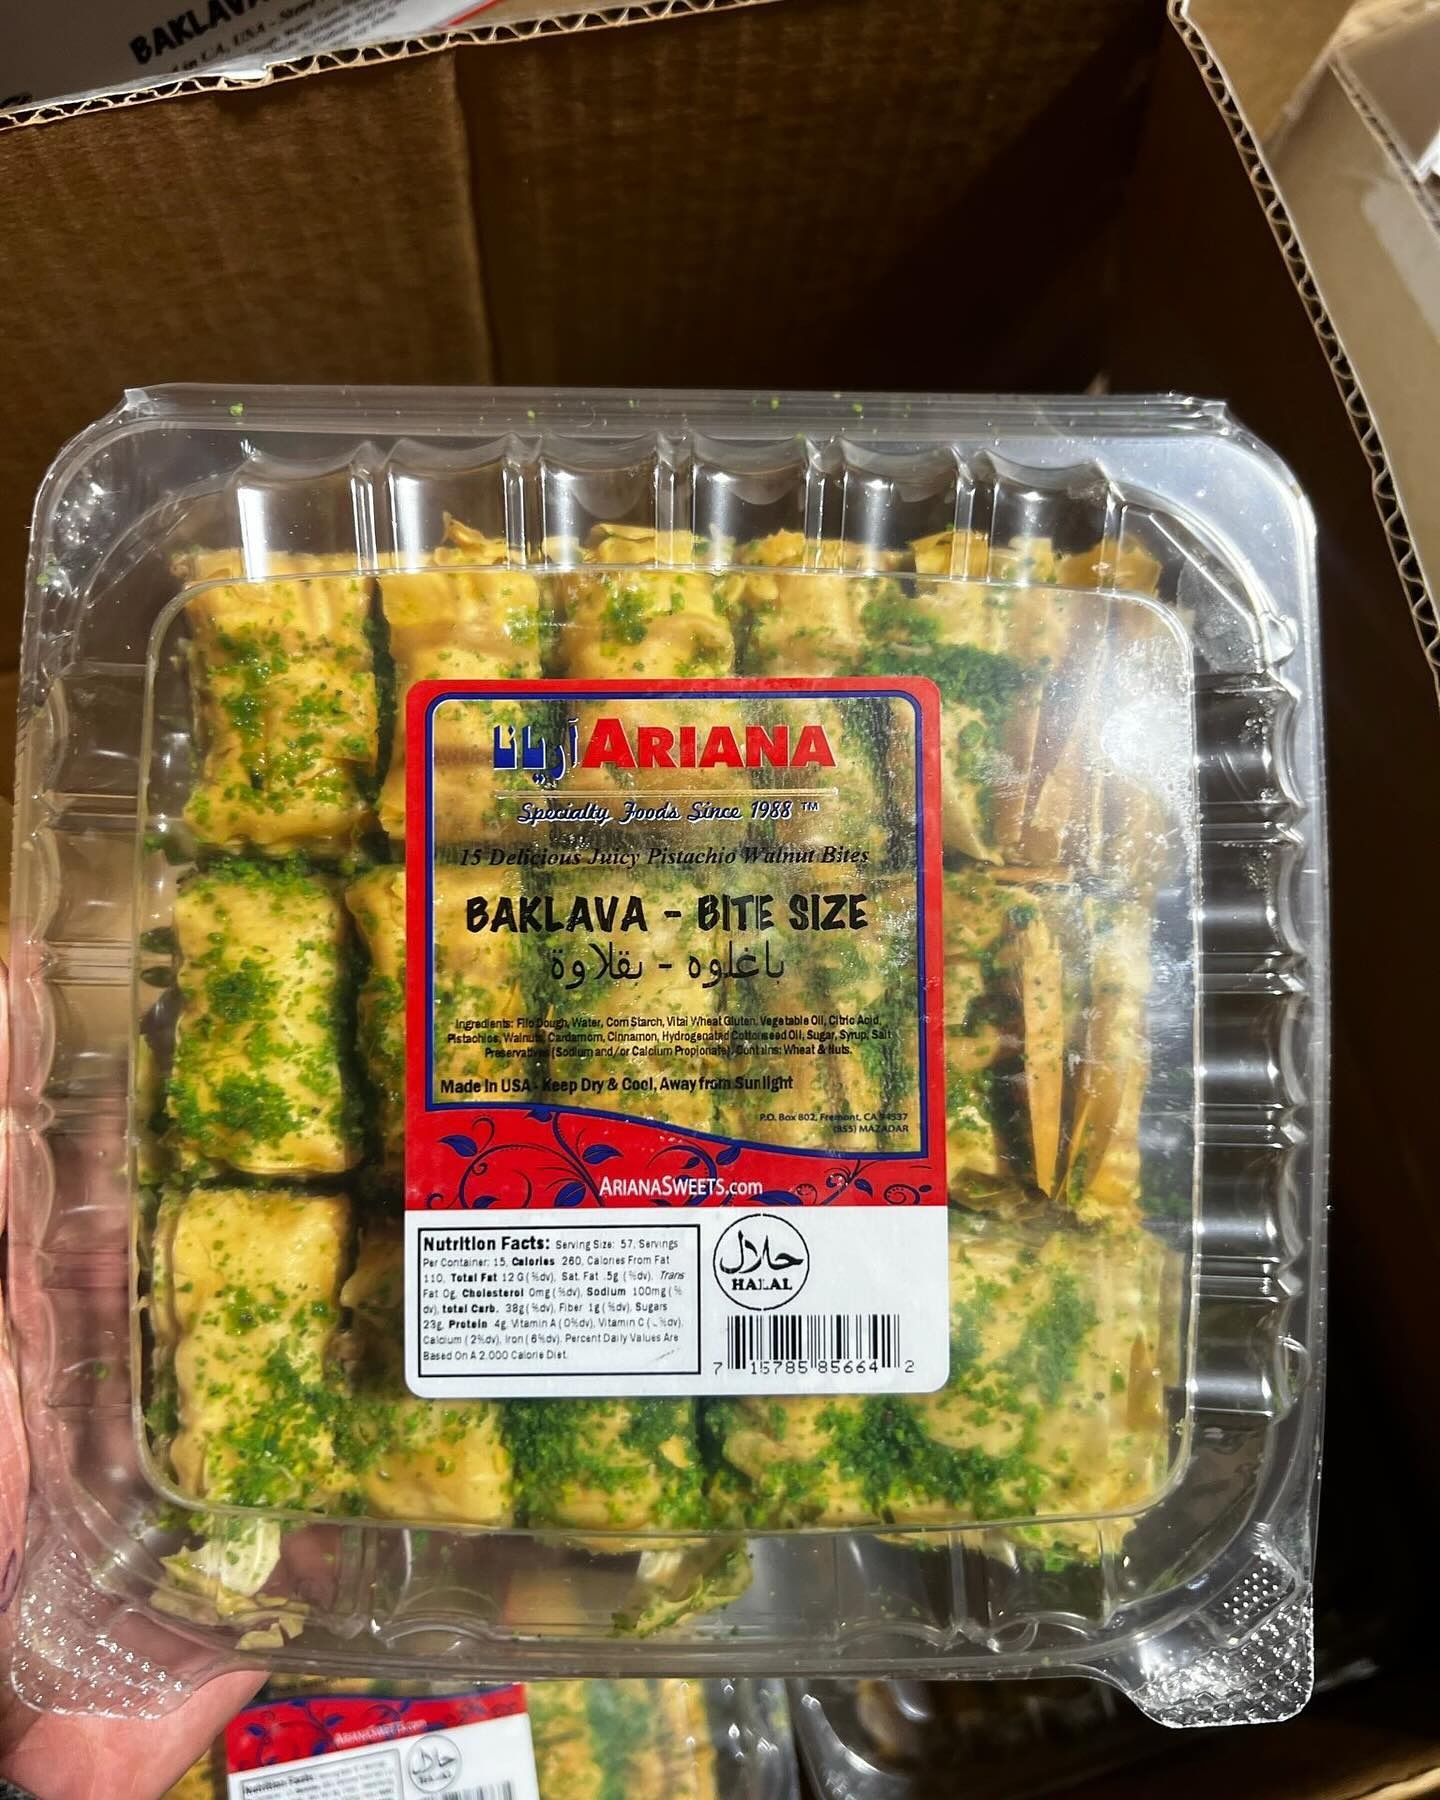 BAKLAVA
آریانا ARIANA
Specialty Foods Since 1988 ™
15 Delicious Juicy Pistachio Walnut Bites
BAKLAVA - BITE SIZE
باغلوه - بقلاوة
Ingredients: Filo Dough, Water, Corn Starch, Vital Wheat Gluten, Vegetable Oil, Citric Acid,
Pistachios, Walnuts, Cardamom, Cinnamon, Hydrogenated Cottonseed Oil, Sugar, Syrup, Salt
Preservatives (Sodium and/or Calcium Propionate). Contains: Wheat & Nuts.
Made In USA - Keep Dry & Cool, Away from Sunlight
P.O. Box 802, Fremont, CA 94537
(855) MAZADAR
ARIANASWEETS.com
Nutrition Facts: Serving Size: 57, Servings
Per Container: 15, Calories 260, Calories From Fat
110, Total Fat 12 G (%dv), Sat. Fat .5g (%dv), Trans
Fat 0g, Cholesterol 0mg (%dv), Sodium 100mg (%
dv), total Carb. 38g (%dv), Fiber 1g (%dv), Sugars
23g, Protein 4g, Vitamin A (0%dv), Vitamin C ( %dv),
Calcium (2%dv), Iron (6%dv), Percent Daily Values Are
Based On A 2,000 Calorie Diet.
حلال
HALAL
7 15785 85664 2
ARIANASWEETS.com
Nutrition Facts:
حلال